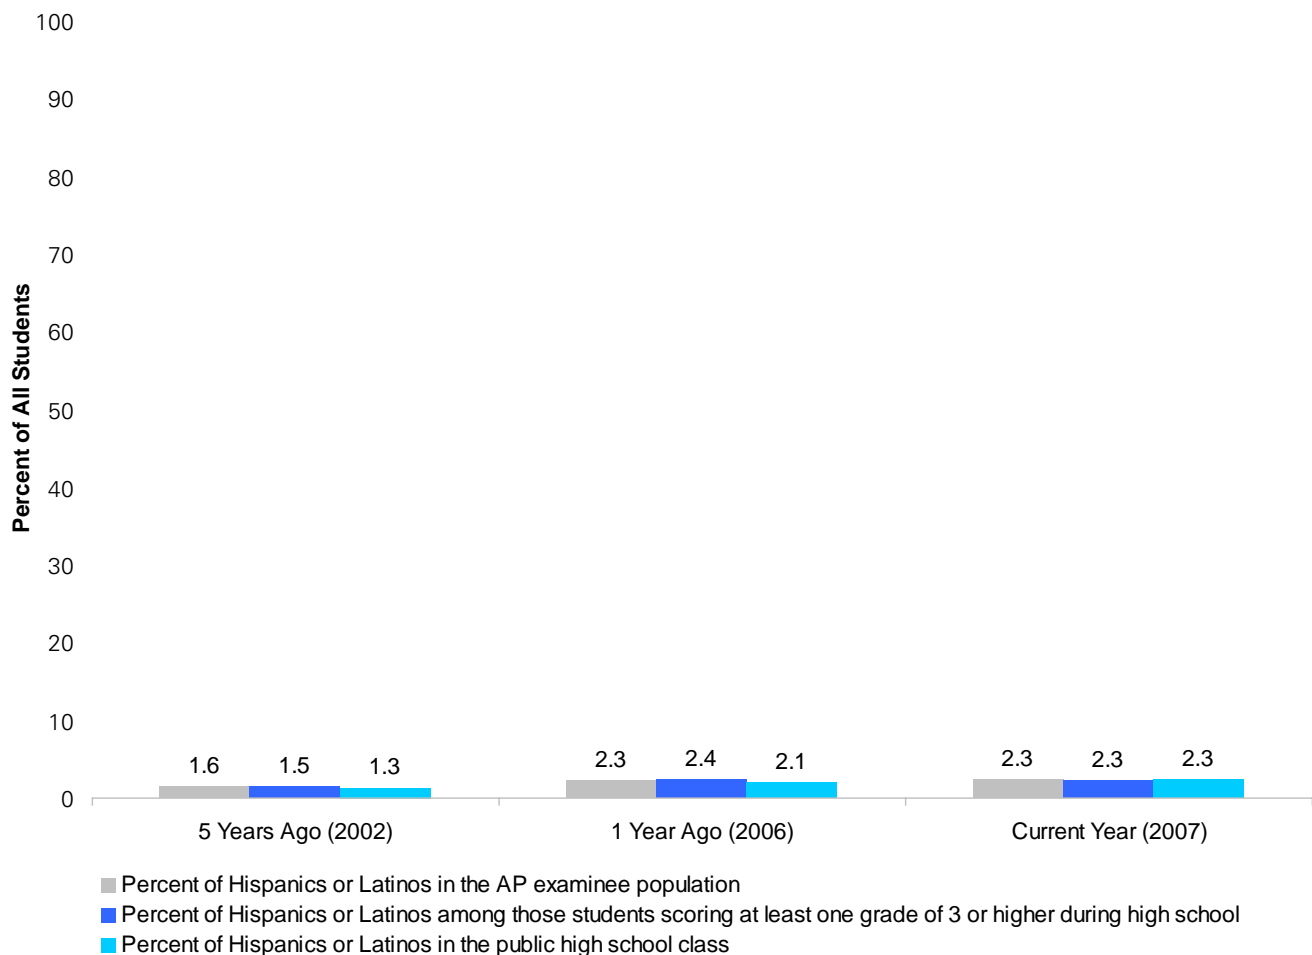 100
90
80
70
60
50
40
30
20
10
0
Percent of All Students
1.6 1.5 1.3
2.3 2.4 2.1
2.3 2.3 2.3
5 Years Ago (2002)
1 Year Ago (2006)
Current Year (2007)
Percent of Hispanics or Latinos in the AP examinee population
Percent of Hispanics or Latinos among those students scoring at least one grade of 3 or higher during high school
Percent of Hispanics or Latinos in the public high school class